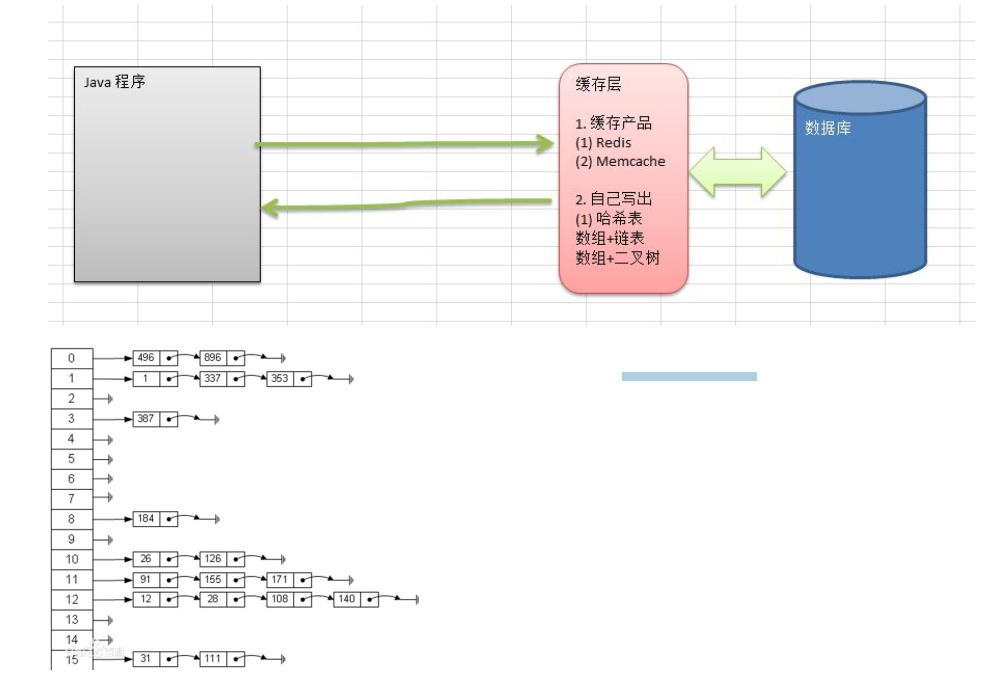 Java 程序
缓存层
1. 缓存产品
(1) Redis
(2) Memcache
2. 自己写出
(1) 哈希表
数组+链表
数组+二叉树
数据库
0 496 896
1 1 337 353
2
3 387
4
5
6
7
8 184
9
10 26 126
11 91 155 171
12 12 28 108 140
13
14
15 31 111